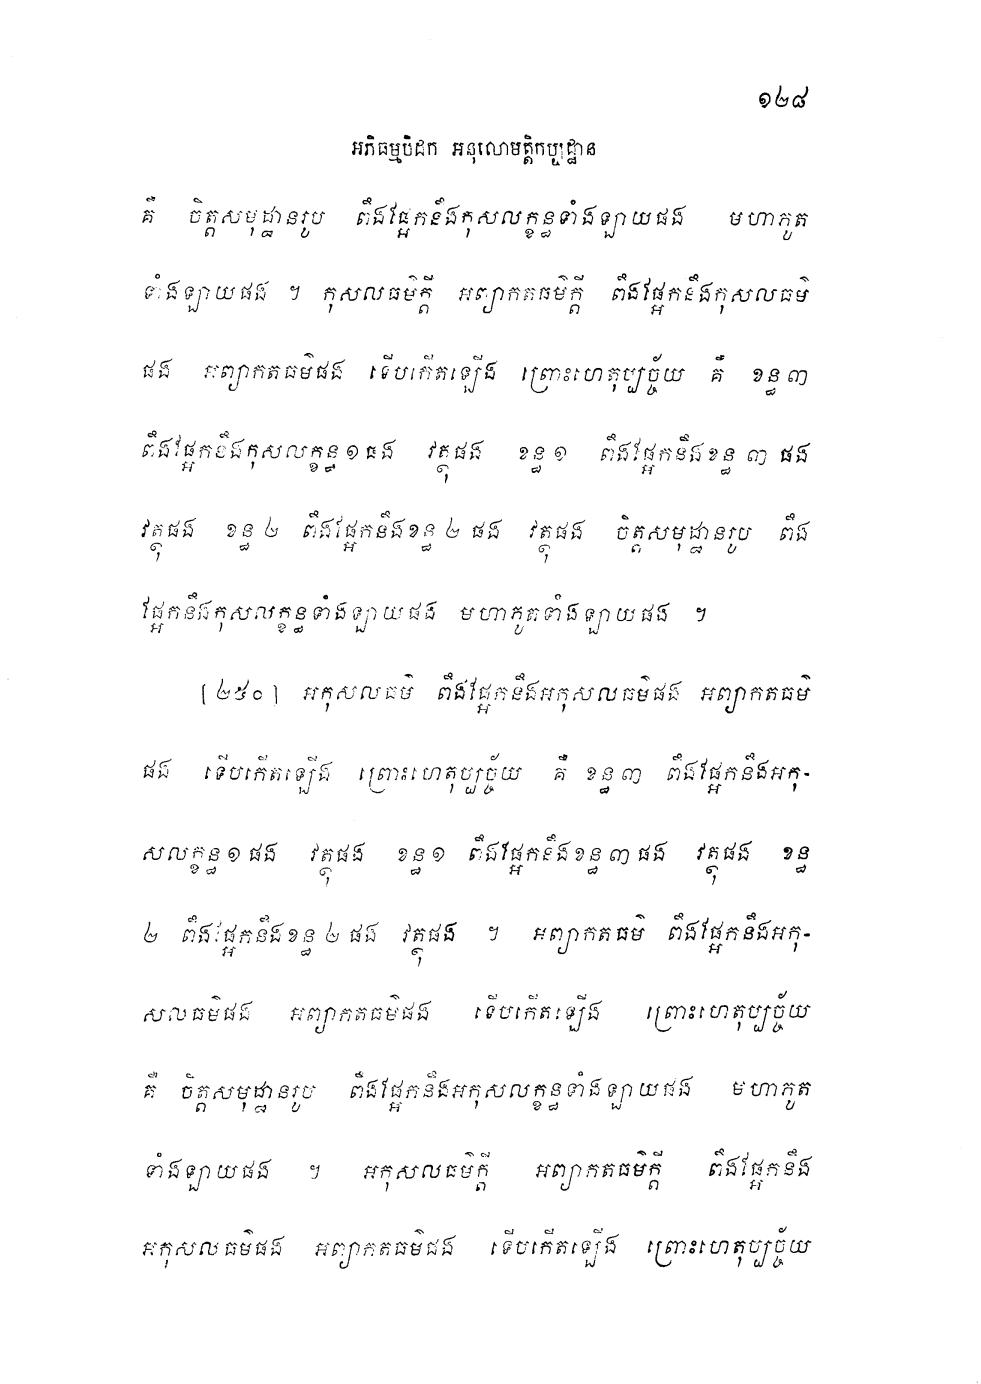 ១២៨
អភិធម្មបិដក អនុលោមត្តិកប្បដ្ឋាន
គឺ ចិត្តសមុដ្ឋានរូប ពឹងផ្អែកនឹងកុសលក្ខន្ធទាំងឡាយផង មហាភូត
ទាំងឡាយផង ។ កុសលធម៌ក្តី អព្យាកតធម៌ក្តី ពឹងផ្អែកនឹងកុសលធម៌
ផង អព្យាកតធម៌ផង ទើបកើតឡើង ព្រោះហេតុប្បច្ច័យ គឺ ខន្ធ ៣
ពឹងផ្អែកនឹងកុសលក្ខន្ធ ១ ផង វត្ថុផង ខន្ធ ១ ពឹងផ្អែកនឹងខន្ធ ៣ ផង
វត្ថុផង ខន្ធ ២ ពឹងផ្អែកនឹងខន្ធ ២ ផង វត្ថុផង ចិត្តសមុដ្ឋានរូប ពឹង
ផ្អែកនឹងកុសលក្ខន្ធទាំងឡាយផង មហាភូតទាំងឡាយផង ។
[ ២៥០ ] អកុសលធម៌ ពឹងផ្អែកនឹងអកុសលធម៌ផង អព្យាកតធម៌
ផង ទើបកើតឡើង ព្រោះហេតុប្បច្ច័យ គឺ ខន្ធ ៣ ពឹងផ្អែកនឹងអកុ-
សលក្ខន្ធ ១ ផង វត្ថុផង ខន្ធ ១ ពឹងផ្អែកនឹងខន្ធ ៣ ផង វត្ថុផង ខន្ធ
២ ពឹងផ្អែកនឹងខន្ធ ២ ផង វត្ថុផង ។ អព្យាកតធម៌ ពឹងផ្អែកនឹងអកុ-
សលធម៌ផង អព្យាកតធម៌ផង ទើបកើតឡើង ព្រោះហេតុប្បច្ច័យ
គឺ ចិត្តសមុដ្ឋានរូប ពឹងផ្អែកនឹងអកុសលក្ខន្ធទាំងឡាយផង មហាភូត
ទាំងឡាយផង ។ អកុសលធម៌ក្តី អព្យាកតធម៌ក្តី ពឹងផ្អែកនឹង
អកុសលធម៌ផង អព្យាកតធម៌ផង ទើបកើតឡើង ព្រោះហេតុប្បច្ច័យ